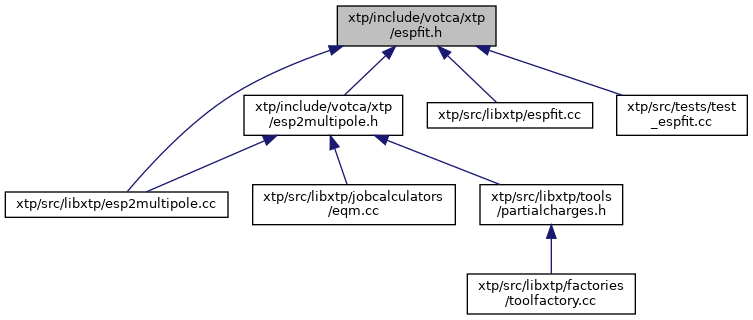 xtp/include/votca/xtp
/espfit.h
xtp/include/votca/xtp
/esp2multipole.h
xtp/src/libxtp/espfit.cc
xtp/src/tests/test
_espfit.cc
xtp/src/libxtp/esp2multipole.cc
xtp/src/libxtp/jobcalculators
/eqm.cc
xtp/src/libxtp/tools
/partialcharges.h
xtp/src/libxtp/factories
/toolfactory.cc